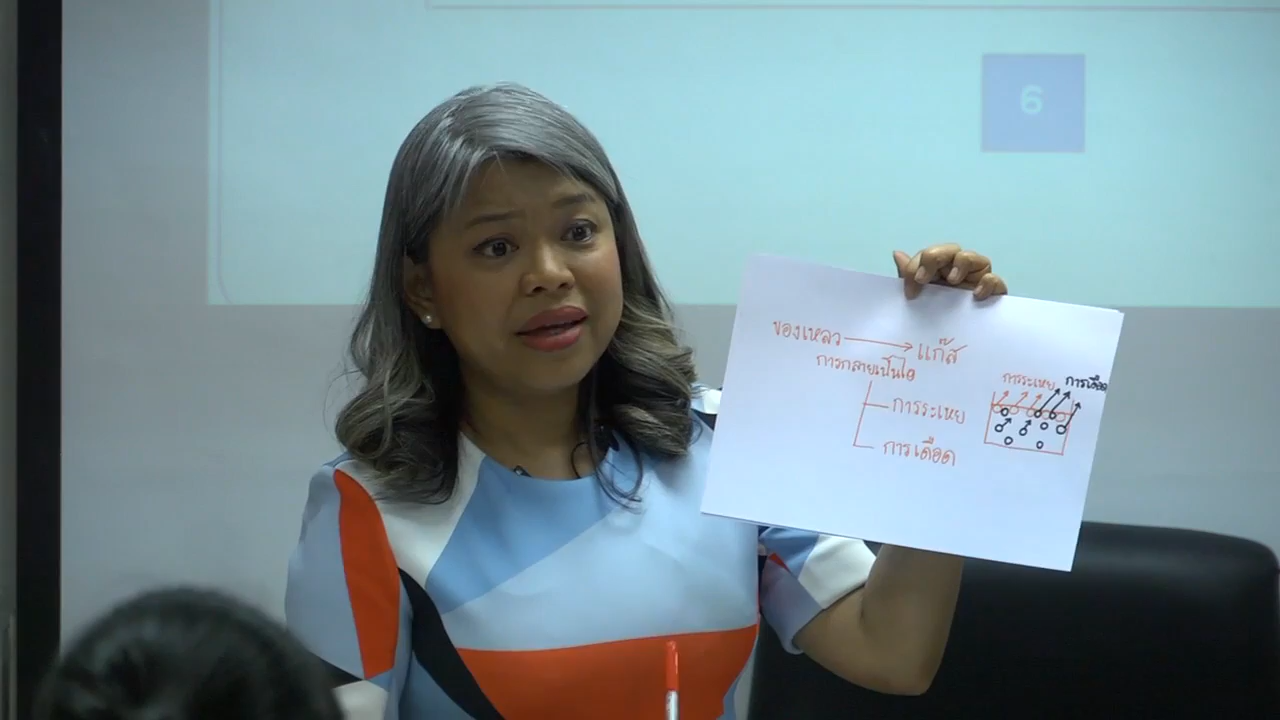 6
ของเหลว → แก๊ส
การกลายเป็นไอ
การระเหย
การเดือด
การระเหย การเดือด